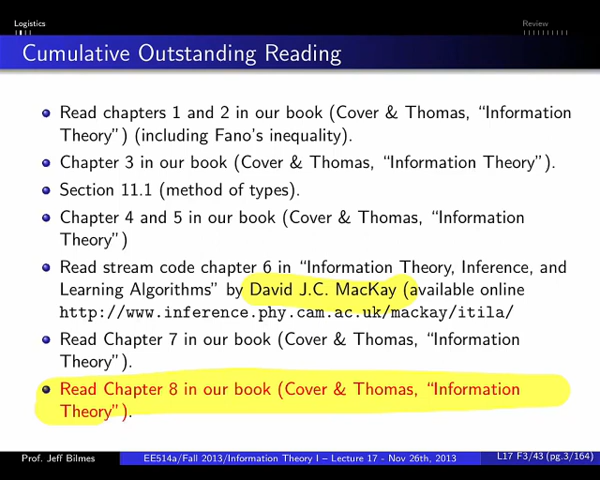 Logistics
Review
Cumulative Outstanding Reading
Read chapters 1 and 2 in our book (Cover & Thomas, “Information
Theory”) (including Fano’s inequality).
Chapter 3 in our book (Cover & Thomas, “Information Theory”).
Section 11.1 (method of types).
Chapter 4 and 5 in our book (Cover & Thomas, “Information
Theory”)
Read stream code chapter 6 in “Information Theory, Inference, and
Learning Algorithms” by David J.C. MacKay (available online
http://www.inference.phy.cam.ac.uk/mackay/itila/
Read Chapter 7 in our book (Cover & Thomas, “Information
Theory”).
Read Chapter 8 in our book (Cover & Thomas, “Information
Theory”).
Prof. Jeff Bilmes
EE514a/Fall 2013/Information Theory I – Lecture 17 - Nov 26th, 2013
L17 F3/43 (pg.3/164)